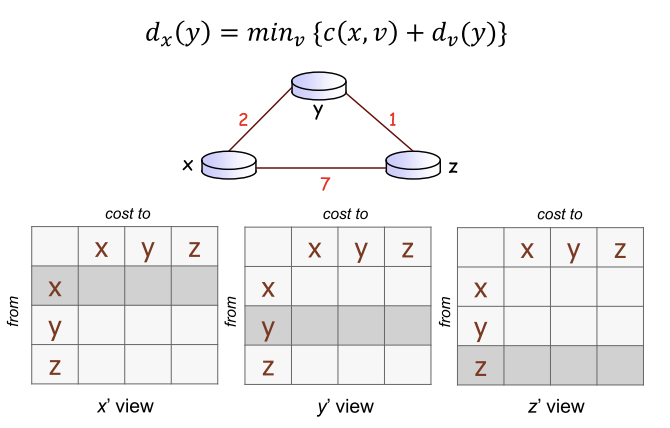 d_x(y) = min_v {c(x, v) + d_v(y)}
y
2
1
x
z
7
cost to
x y z
from
x
y
z
x' view
cost to
x y z
from
x
y
z
y' view
cost to
x y z
from
x
y
z
z' view